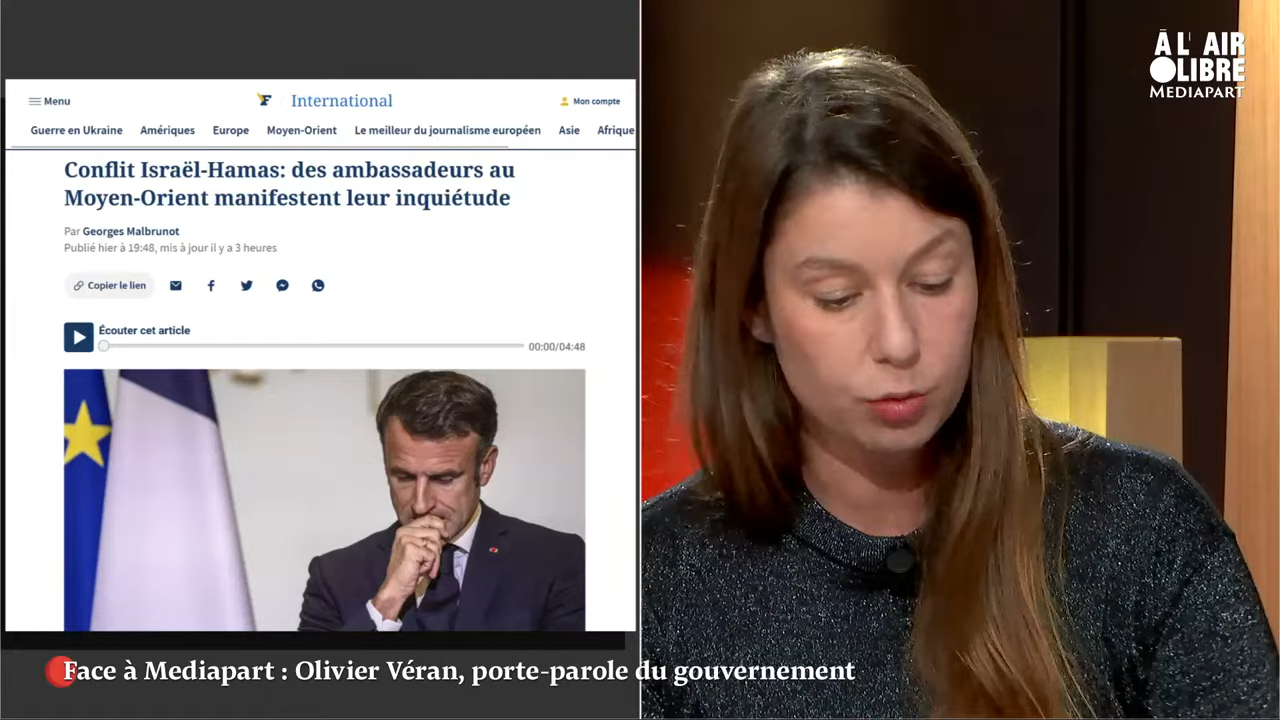 À L' AIR
LIBRE
MEDIAPART
Menu
International
Mon compte
Guerre en Ukraine Amériques Europe Moyen-Orient Le meilleur du journalisme européen Asie Afrique
Conflit Israël-Hamas: des ambassadeurs au
Moyen-Orient manifestent leur inquiétude
Par Georges Malbrunot
Publié hier à 19:48, mis à jour il y a 3 heures
Copier le lien
Écouter cet article
00:00/04:48
Face à Mediapart : Olivier Véran, porte-parole du gouvernement